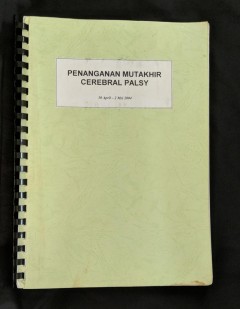 PENANGANAN MUTAKHIR
CEREBRAL PALSY